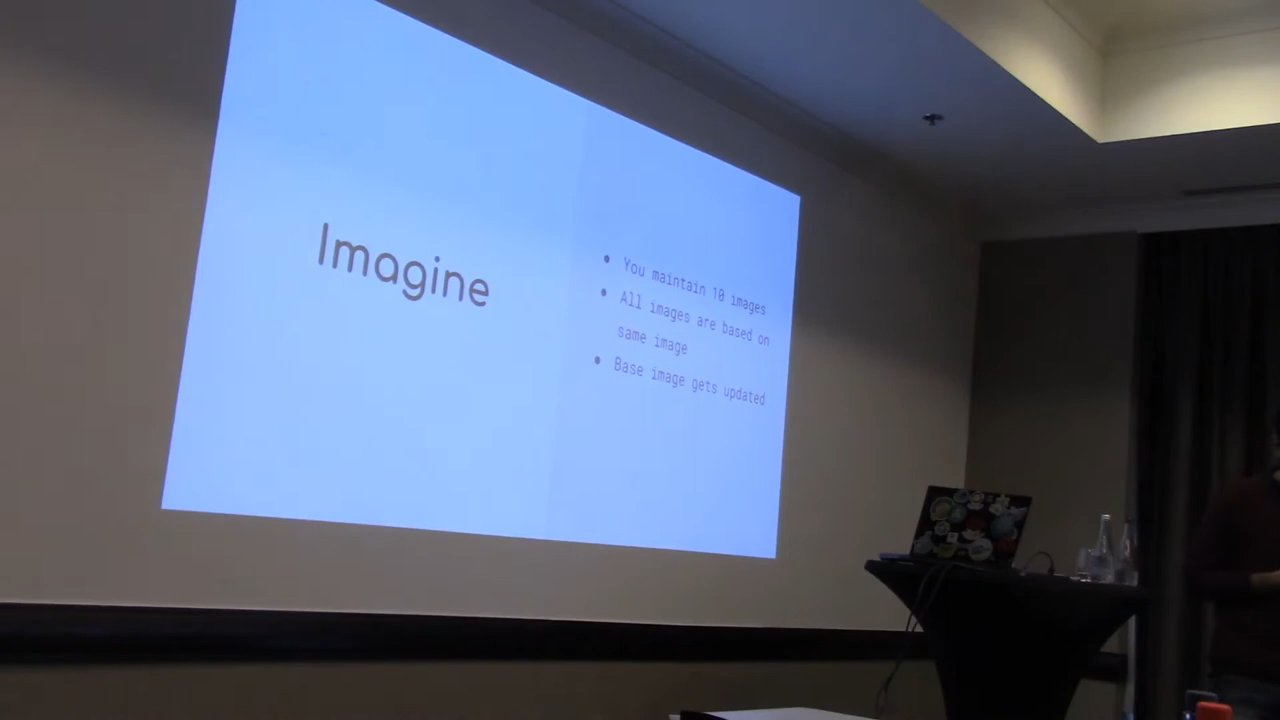 Imagine
You maintain 10 images
All images are based on
same image
Base image gets updated